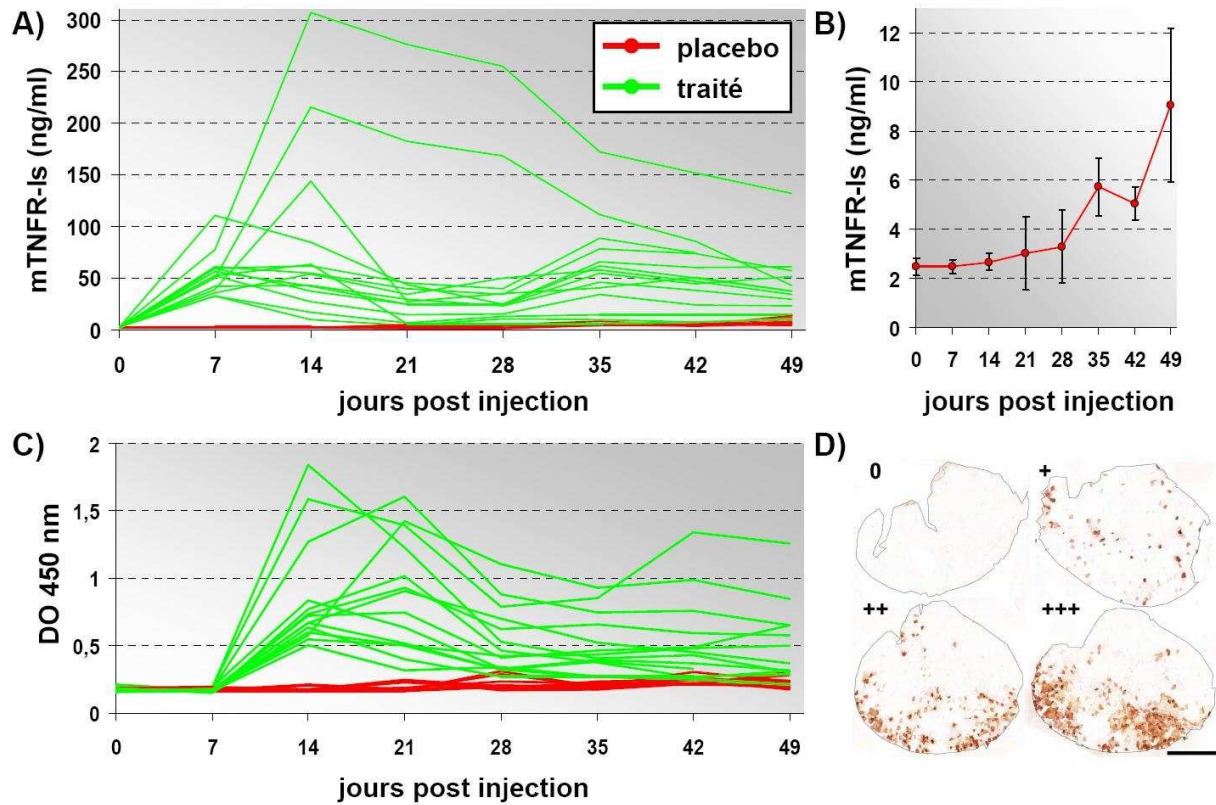 A)
mTNFR-Is (ng/ml)
300
250
200
150
100
50
0
0 7 14 21 28 35 42 49
jours post injection
placebo
traité
B)
mTNFR-Is (ng/ml)
12
10
8
6
4
2
0
0 7 14 21 28 35 42 49
jours post injection
C)
DO 450 nm
2
1,5
1
0,5
0
0 7 14 21 28 35 42 49
jours post injection
D)
0
+
++
+++